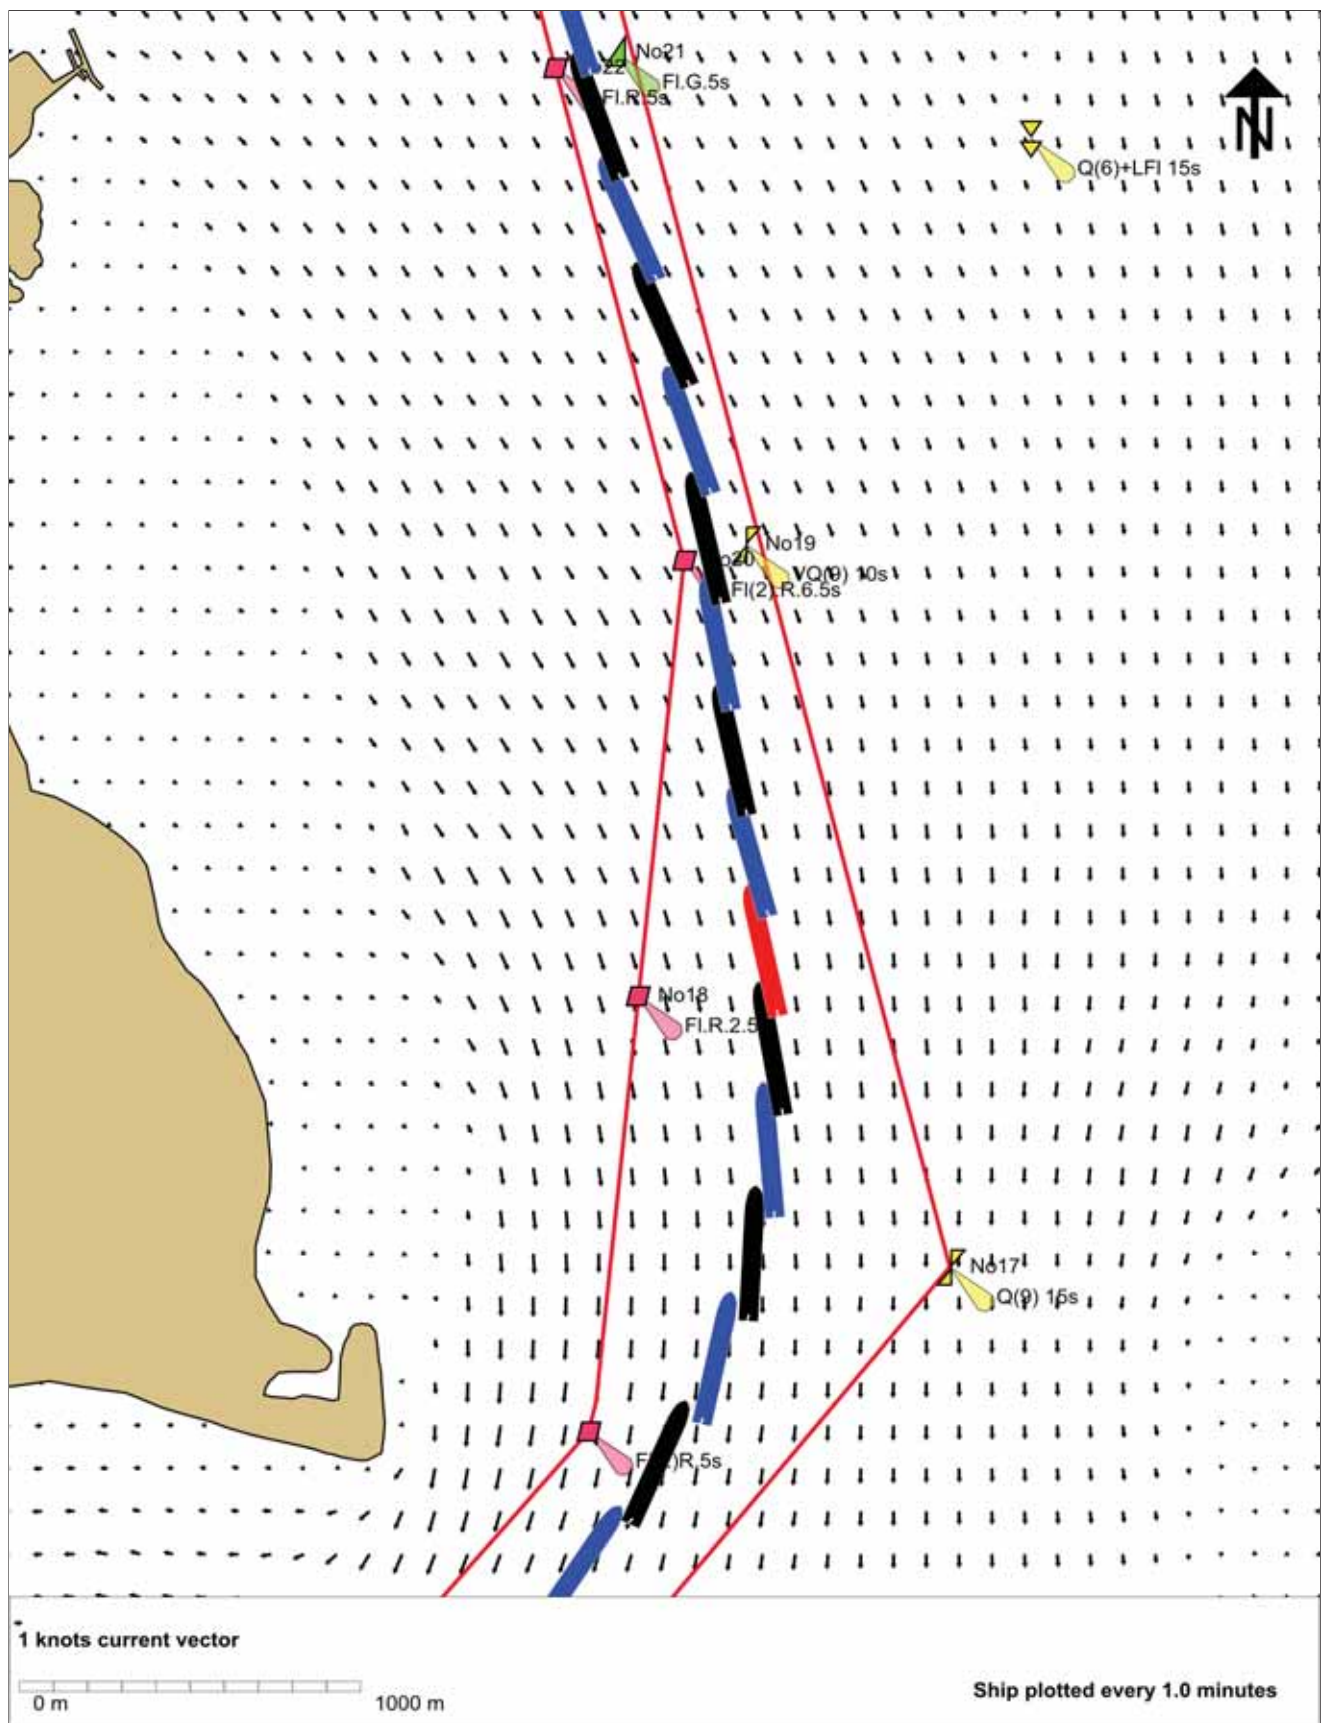 No21
22
Fl.G.5s
Fl.R.5s
N
Q(6)+LFl 15s
No19
o20
VQ(9) 10s
Fl(2).R.6.5s
No18
Fl.R.2.5
No17
Q(9) 15s
)R.5s
1 knots current vector
0 m
1000 m
Ship plotted every 1.0 minutes